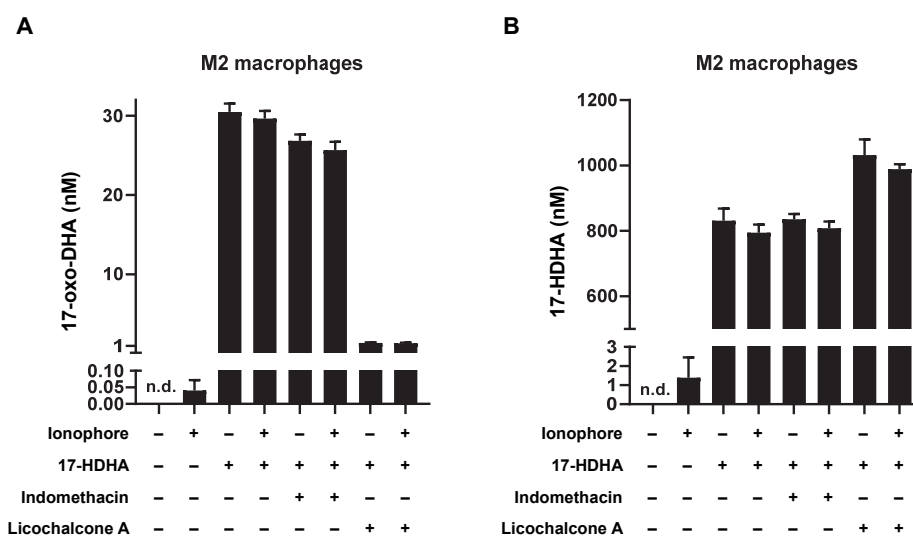 A
M2 macrophages
17-oxo-DHA (nM)
30
20
10
1
0.10
0.05
0.00
n.d.
Ionophore – + – + – + – +
17-HDHA – – + + + + + +
Indomethacin – – – – + + – –
Licochalcone A – – – – – – + +
B
M2 macrophages
17-HDHA (nM)
1200
1000
800
600
3
2
1
0
n.d.
Ionophore – + – + – + – +
17-HDHA – – + + + + + +
Indomethacin – – – – + + – –
Licochalcone A – – – – – – + +